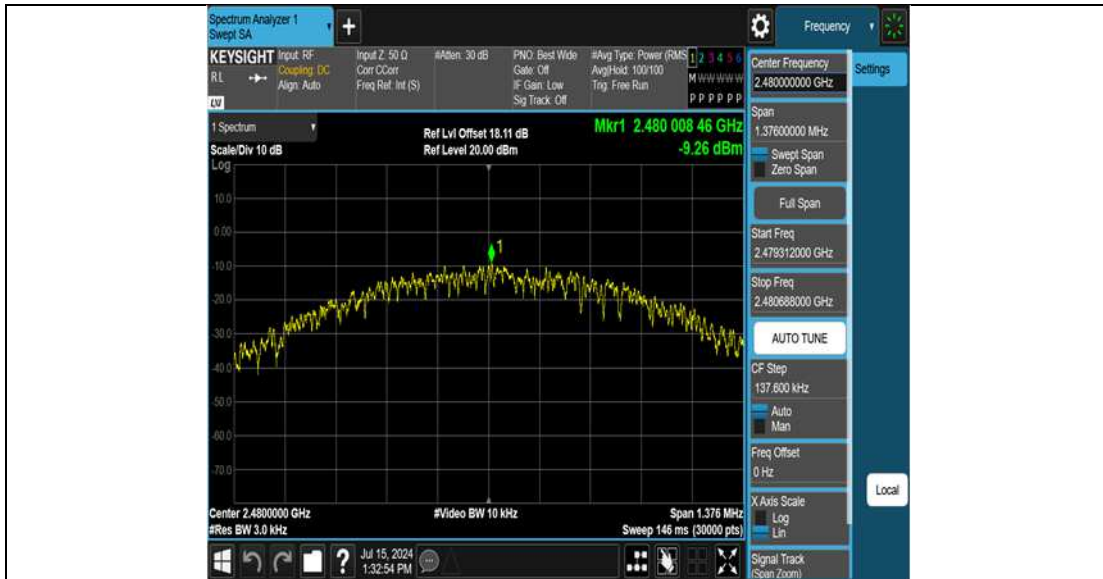 Spectrum Analyzer 1
Swept SA
Frequency
KEYSIGHT
RL
Input: RF
Coupling: DC
Align: Auto
Input Z: 50 Ω
Corr CCorr
Freq Ref: Int (S)
#Atten: 30 dB
PNO: Best Wide
Gate: Off
IF Gain: Low
Sig Track: Off
#Avg Type: Power (RMS
Avg|Hold: 100/100
Trig: Free Run
1 2 3 4 5 6
M W W W W W
P P P P P P
1 Spectrum
Scale/Div 10 dB
Ref Lvl Offset 18.11 dB
Ref Level 20.00 dBm
Mkr1 2.480 008 46 GHz
-9.26 dBm
Log
10.0
0.00
-10.0
-20.0
-30.0
-40.0
-50.0
-60.0
-70.0
1
Center 2.4800000 GHz
#Res BW 3.0 kHz
#Video BW 10 kHz
Span 1.376 MHz
Sweep 146 ms (30000 pts)
Center Frequency
2.480000000 GHz
Settings
Span
1.37600000 MHz
Swept Span
Zero Span
Full Span
Start Freq
2.479312000 GHz
Stop Freq
2.480688000 GHz
AUTO TUNE
CF Step
137.600 kHz
Auto
Man
Freq Offset
0 Hz
X Axis Scale
Log
Lin
Local
Signal Track
(Span Zoom)
?
Jul 15, 2024
1:32:54 PM